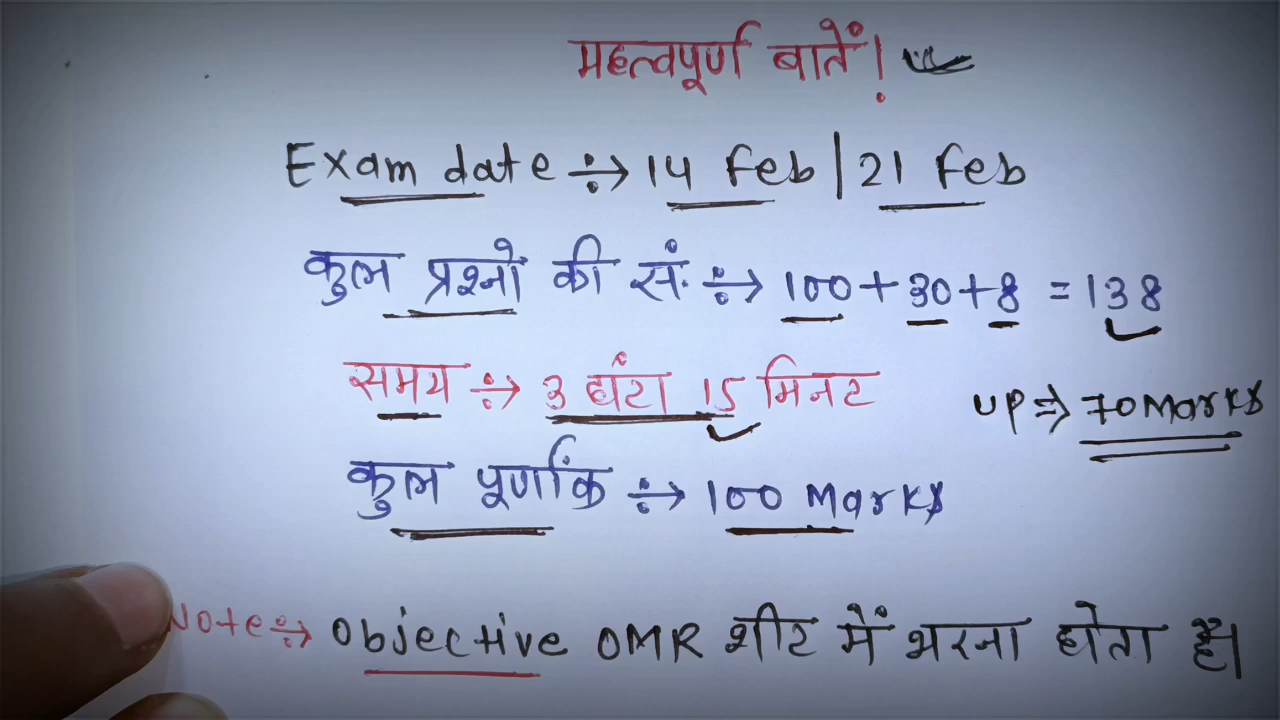 महत्वपूर्ण बातें!
Exam date ÷→ 14 Feb | 21 Feb
कुल प्रश्नो की सं. ÷→ 100+30+8 = 138
समय ÷→ 3 घंटा 15 मिनट
UP ⇒ 70 Marks
कुल पूर्णांक ÷→ 100 Marks
Note ÷→ Objective OMR शीट में भरना होता है।